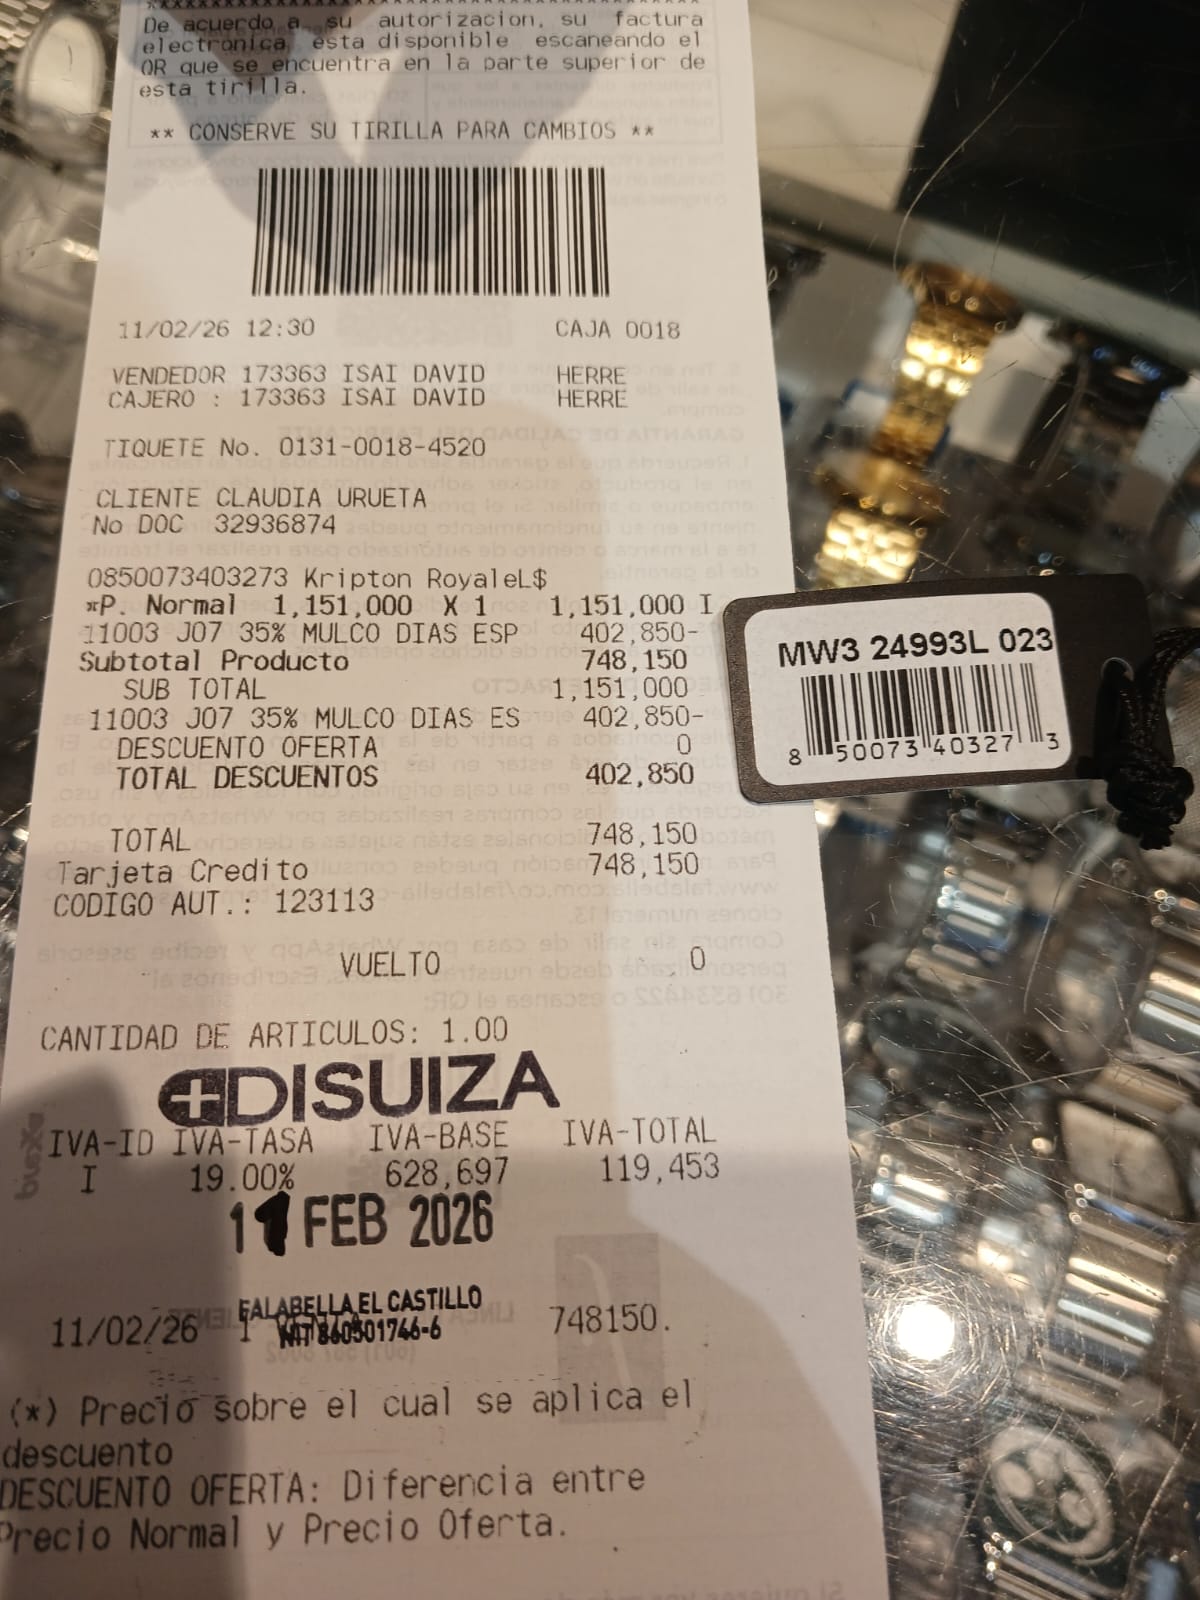 De acuerdo a su autorizacion, su factura
electronica, esta disponible escaneando el
QR que se encuentra en la parte superior de
esta tirilla.
** CONSERVE SU TIRILLA PARA CAMBIOS **
11/02/26 12:30 CAJA 0018
VENDEDOR 173363 ISAI DAVID HERRE
CAJERO : 173363 ISAI DAVID HERRE
TIQUETE No. 0131-0018-4520
CLIENTE CLAUDIA URUETA
No DOC 32936874
0850073403273 Kripton RoyaleL$
*P. Normal 1,151,000 X 1 1,151,000 I
11003 J07 35% MULCO DIAS ESP 402,850-
Subtotal Producto 748,150
SUB TOTAL 1,151,000
11003 J07 35% MULCO DIAS ES 402,850-
DESCUENTO OFERTA 0
TOTAL DESCUENTOS 402,850
TOTAL 748,150
Tarjeta Credito 748,150
CODIGO AUT.: 123113
VUELTO 0
CANTIDAD DE ARTICULOS: 1.00
DISUIZA
IVA-ID IVA-TASA IVA-BASE IVA-TOTAL
I 19.00% 628,697 119,453
11 FEB 2026
FALABELLA EL CASTILLO
NIT 860501746-6
11/02/26 1 748150.
(*) Precio sobre el cual se aplica el
descuento
DESCUENTO OFERTA: Diferencia entre
Precio Normal y Precio Oferta.
MW3 24993L 023
8 50073 40327 3